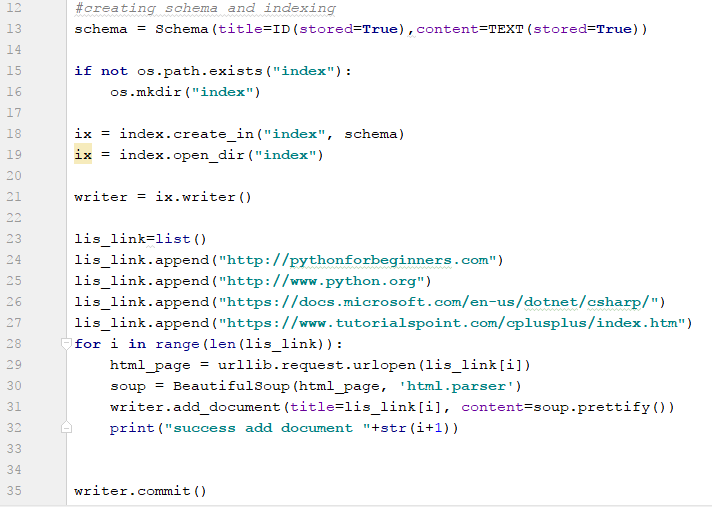 12 #creating schema and indexing
13 schema = Schema(title=ID(stored=True),content=TEXT(stored=True))
14
15 if not os.path.exists("index"):
16     os.mkdir("index")
17
18 ix = index.create_in("index", schema)
19 ix = index.open_dir("index")
20
21 writer = ix.writer()
22
23 lis_link=list()
24 lis_link.append("http://pythonforbeginners.com")
25 lis_link.append("http://www.python.org")
26 lis_link.append("https://docs.microsoft.com/en-us/dotnet/csharp/")
27 lis_link.append("https://www.tutorialspoint.com/cplusplus/index.htm")
28 for i in range(len(lis_link)):
29     html_page = urllib.request.urlopen(lis_link[i])
30     soup = BeautifulSoup(html_page, 'html.parser')
31     writer.add_document(title=lis_link[i], content=soup.prettify())
32     print("success add document "+str(i+1))
33
34
35 writer.commit()